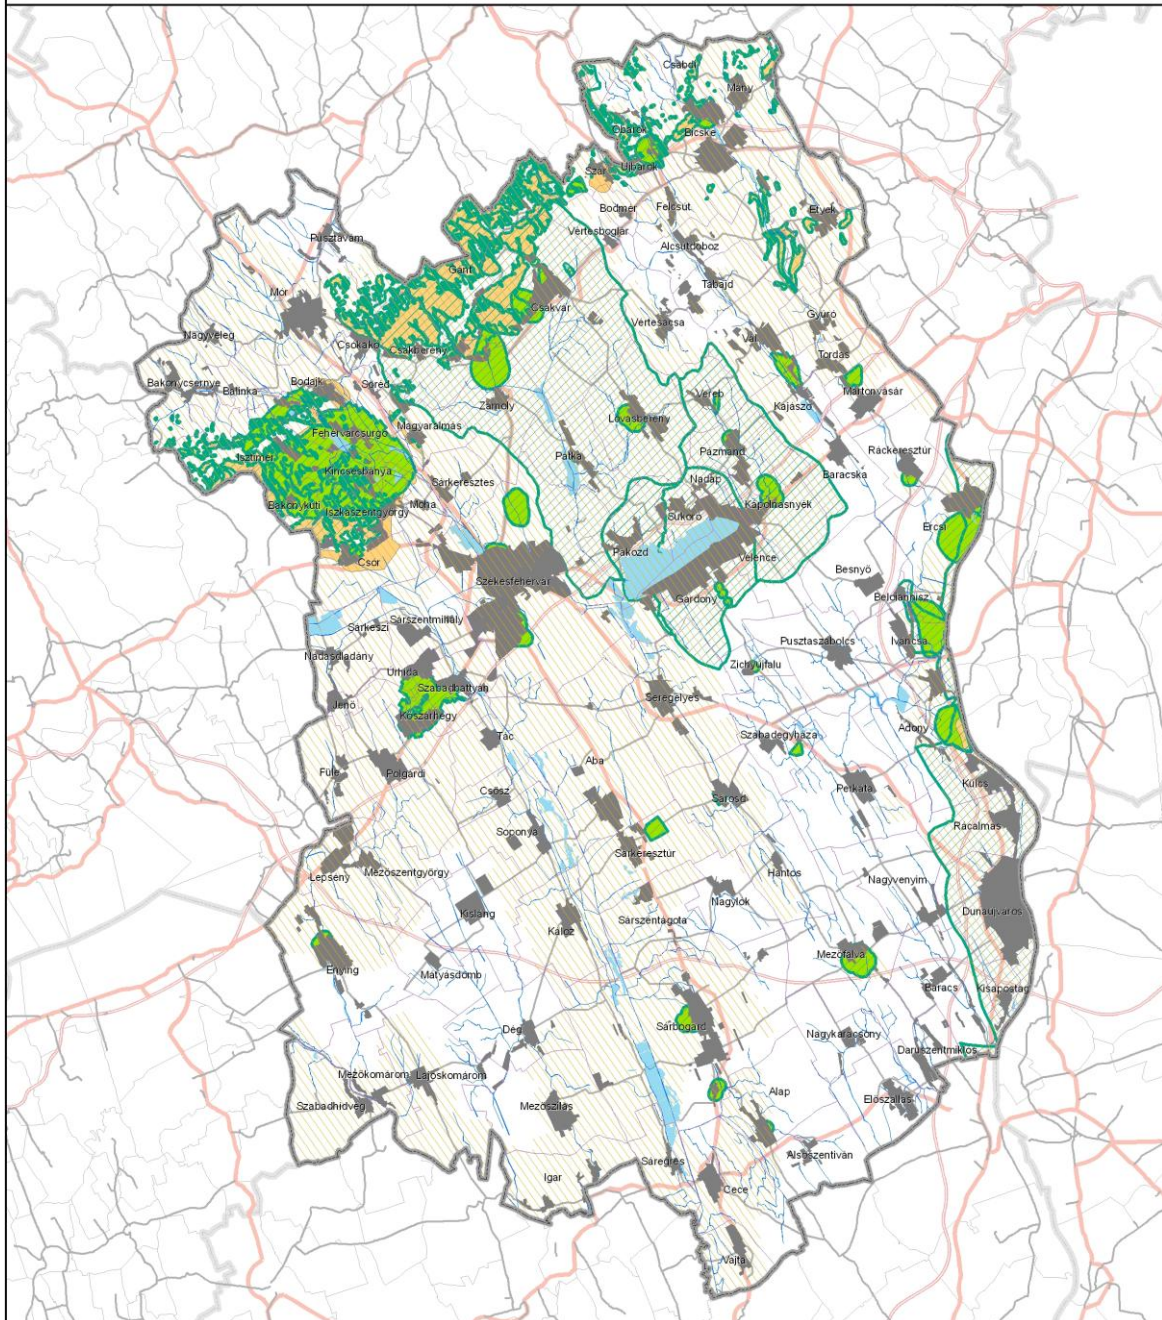 Csabdi
Mány
Óbarok
Bicske
Újbarok
Szár
Etyek
Bodmér
Felcsút
Vértesboglár
Pusztavám
Alcsútdoboz
Gánt
Tabajd
Mór
Csákvár
Vértesacsa
Gyúró
Nagyveleg
Vál
Csókakő
Csákberény
Tordas
Bakonycsernye
Balinka
Bodajk
Söréd
Martonvásár
Zámoly
Vereb
Kajászó
Lovasberény
Fehérvárcsurgó
Magyaralmás
Pázmánd
Isztimér
Pátka
Ráckeresztúr
Kincsesbánya
Baracska
Nadap
Sárkeresztes
Kápolnásnyék
Bakonykúti
Moha
Iszkaszentgyörgy
Sukoró
Ercsi
Pákozd
Velence
Csór
Besnyő
Székesfehérvár
Gárdony
Beloiannisz
Sárszentmihály
Sárkeszi
Pusztaszabolcs
Iváncsa
Nádasdladány
Zichyújfalu
Úrhida
Szabadbattyán
Seregélyes
Jenő
Kőszárhegy
Adony
Tác
Szabadegyháza
Aba
Füle
Polgárdi
Kulcs
Perkáta
Csősz
Sárosd
Rácalmás
Soponya
Sárkeresztúr
Lepsény
Mezőszentgyörgy
Hantos
Nagyvenyim
Nagylók
Kisláng
Dunaújváros
Sárszentágota
Káloz
Mezőfalva
Enying
Mátyásdomb
Baracs
Kisapostag
Sárbogárd
Dég
Nagykarácsony
Daruszentmiklós
Mezőkomárom
Lajoskomárom
Alap
Előszállás
Szabadhídvég
Mezőszilas
Alsószentiván
Sáregres
Igar
Cece
Vajta